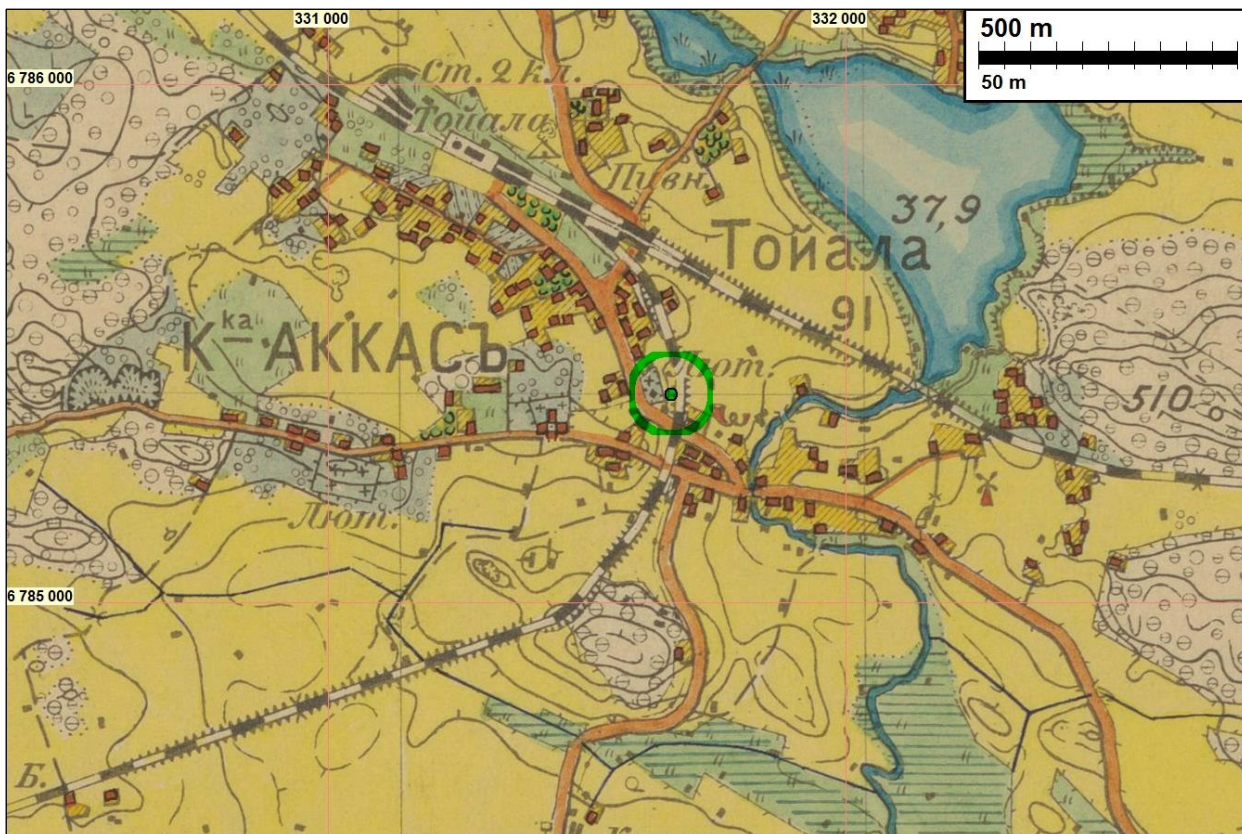 331 000
332 000
500 m
50 m
6 786 000
Ст. 2 кл.
Тойала
Пивн.
37,9
Тойала
91
Кка АККАСЪ
Лют.
510
Лют.
6 785 000
Б.